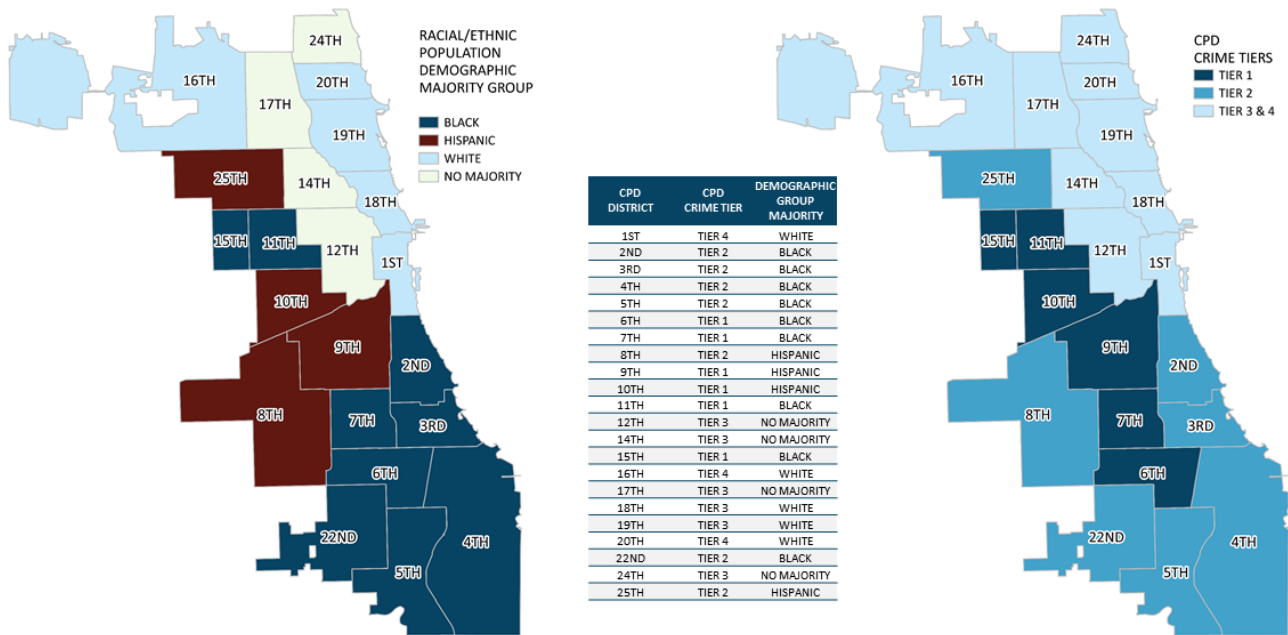 RACIAL/ETHNIC
POPULATION
DEMOGRAPHIC
MAJORITY GROUP
BLACK
HISPANIC
WHITE
NO MAJORITY
24TH
16TH
20TH
17TH
19TH
25TH
14TH
18TH
15TH
11TH
12TH
1ST
10TH
9TH
2ND
8TH
7TH
3RD
6TH
22ND
4TH
5TH
CPD DISTRICT CPD CRIME TIER DEMOGRAPHIC GROUP MAJORITY
1ST TIER 4 WHITE
2ND TIER 2 BLACK
3RD TIER 2 BLACK
4TH TIER 2 BLACK
5TH TIER 2 BLACK
6TH TIER 1 BLACK
7TH TIER 1 BLACK
8TH TIER 2 HISPANIC
9TH TIER 1 HISPANIC
10TH TIER 1 HISPANIC
11TH TIER 1 BLACK
12TH TIER 3 NO MAJORITY
14TH TIER 3 NO MAJORITY
15TH TIER 1 BLACK
16TH TIER 4 WHITE
17TH TIER 3 NO MAJORITY
18TH TIER 3 WHITE
19TH TIER 3 WHITE
20TH TIER 4 WHITE
22ND TIER 2 BLACK
24TH TIER 3 NO MAJORITY
25TH TIER 2 HISPANIC
CPD
CRIME TIERS
TIER 1
TIER 2
TIER 3 & 4
24TH
16TH
20TH
17TH
19TH
25TH
14TH
18TH
15TH
11TH
12TH
1ST
10TH
9TH
2ND
8TH
7TH
3RD
6TH
22ND
4TH
5TH